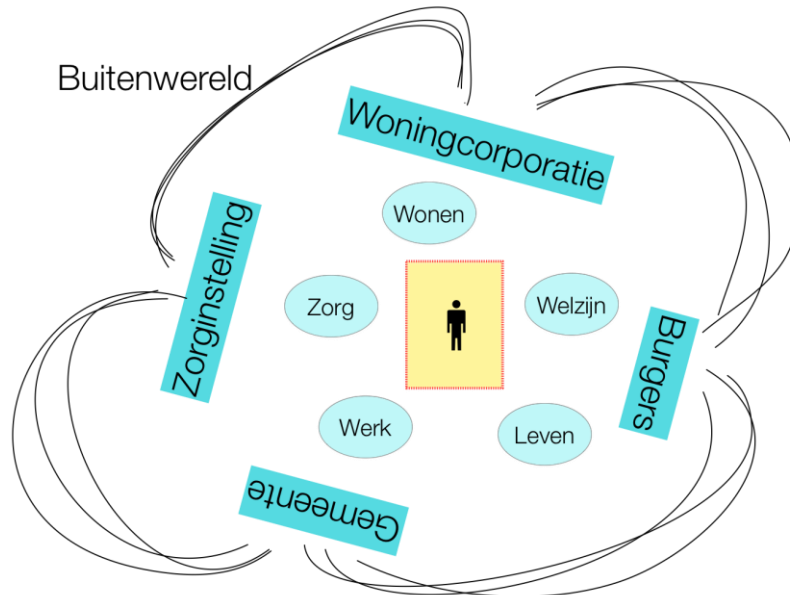 Buitenwereld
Woningcorporatie
Wonen
Zorginstelling
Zorg
Welzijn
Burgers
Werk
Leven
Gemeente